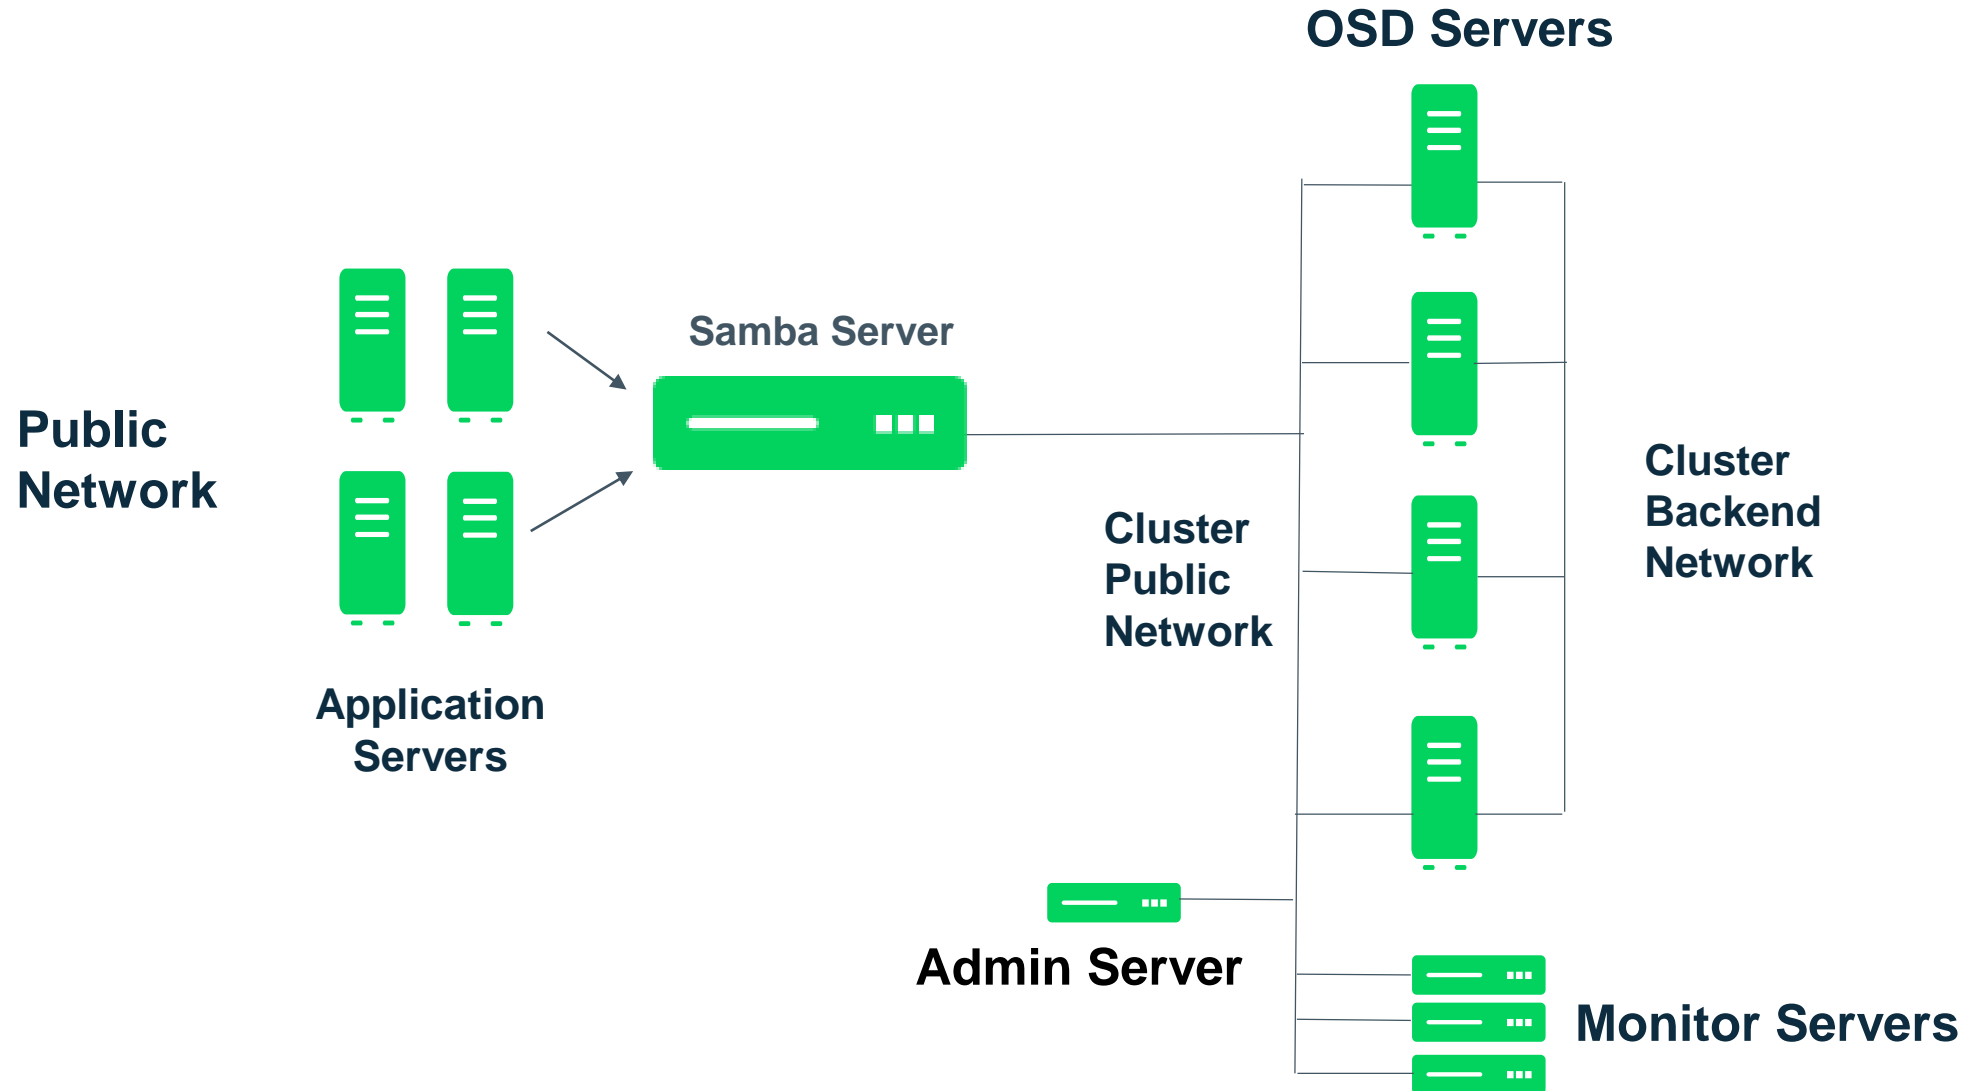 OSD Servers
Samba Server
Public
Network
Cluster
Backend
Network
Cluster
Public
Network
Application
Servers
Admin Server
Monitor Servers